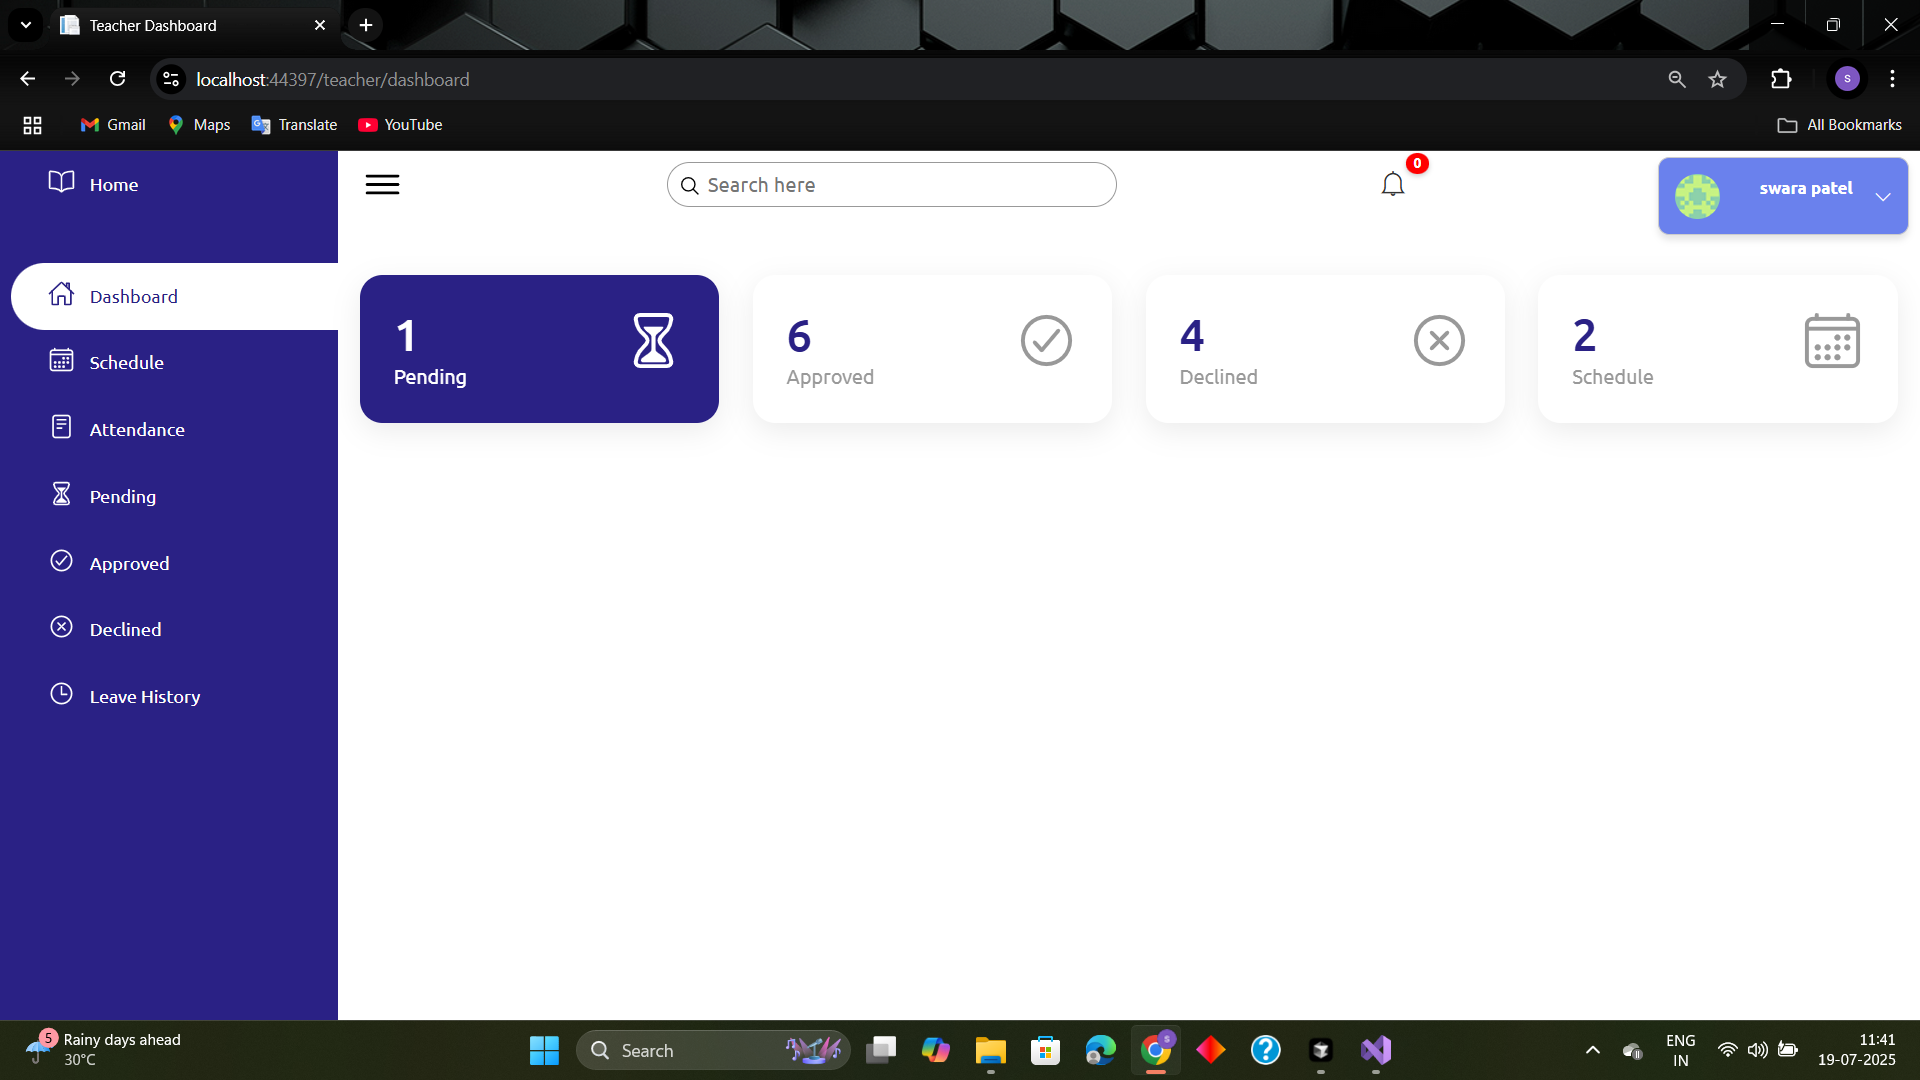 Teacher Dashboard
localhost:44397/teacher/dashboard
S
Gmail
Maps
Translate
YouTube
All Bookmarks
Home
Search here
0
swara patel
Dashboard
Schedule
Attendance
Pending
Approved
Declined
Leave History
1
Pending
6
Approved
4
Declined
2
Schedule
5
Rainy days ahead
30°C
Search
S
ENG
IN
11:41
19-07-2025